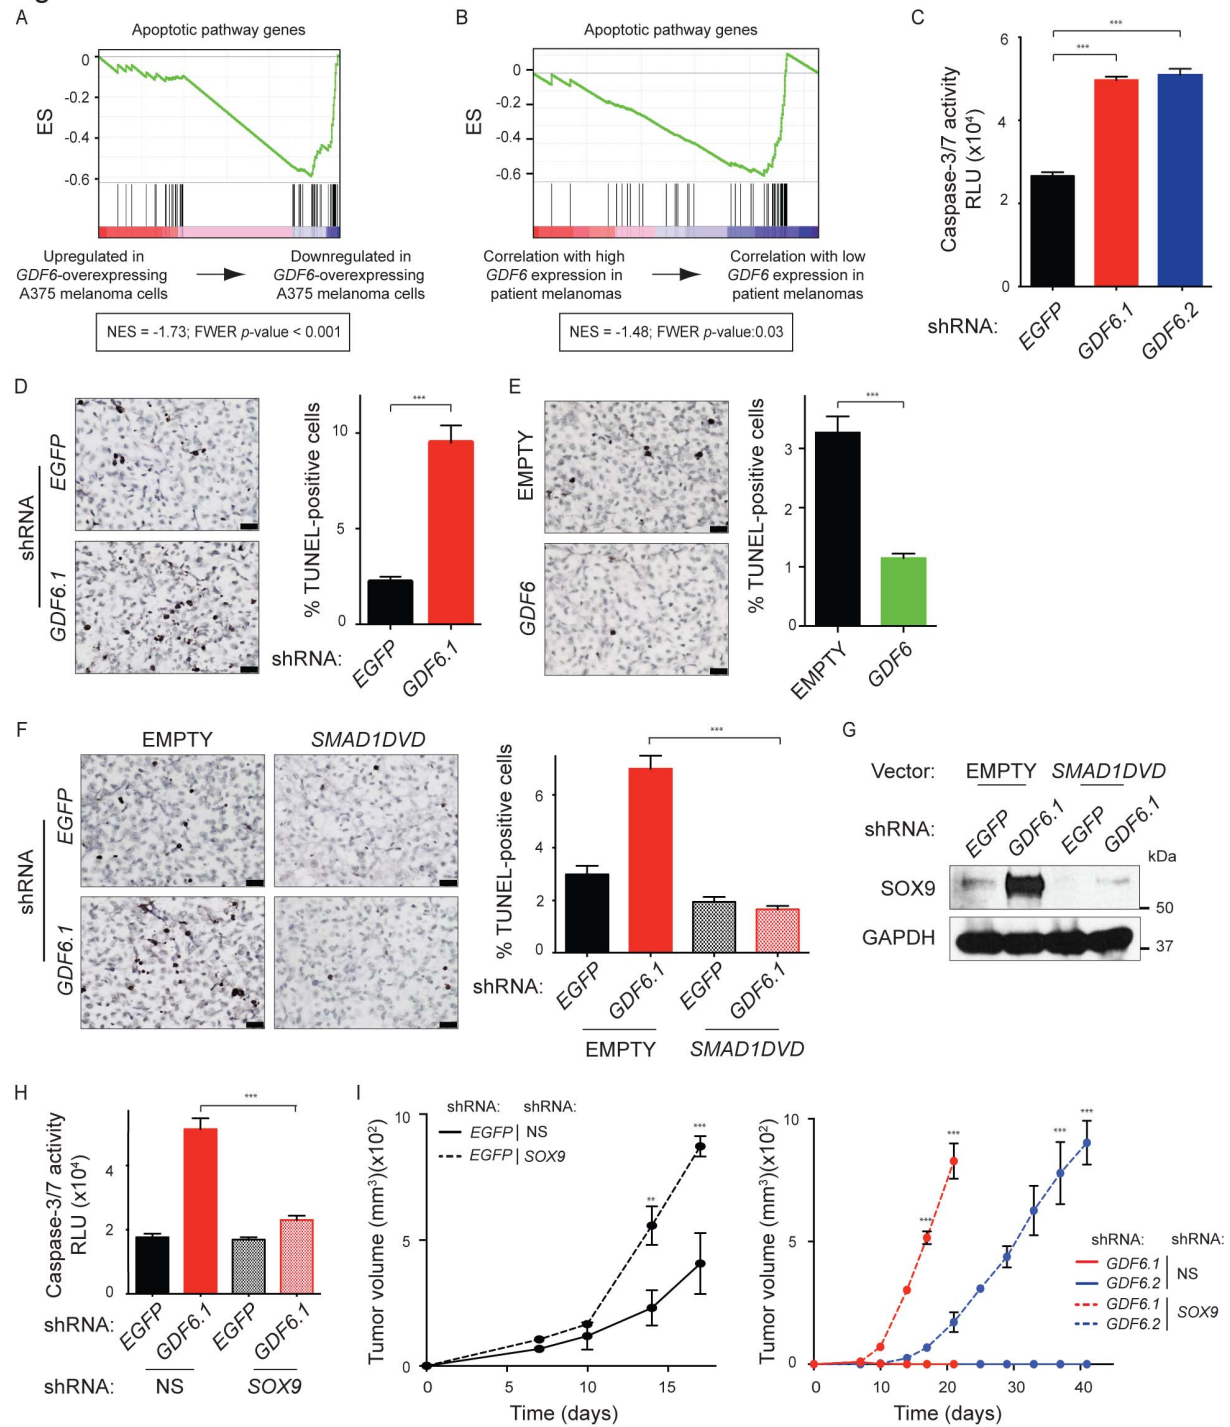 A
Apoptotic pathway genes
0
-0.2
-0.4
-0.6
ES
Upregulated in
GDF6-overexpressing
A375 melanoma cells
Downregulated in
GDF6-overexpressing
A375 melanoma cells
NES = -1.73; FWER p-value < 0.001
B
Apoptotic pathway genes
0
-0.2
-0.4
-0.6
ES
Correlation with high
GDF6 expression in
patient melanomas
Correlation with low
GDF6 expression in
patient melanomas
NES = -1.48; FWER p-value:0.03
C
Caspase-3/7 activity
RLU (x10⁴)
6
4
2
0
***
***
shRNA:
EGFP
GDF6.1
GDF6.2
D
shRNA
EGFP
GDF6.1
% TUNEL-positive cells
10
5
0
***
shRNA:
EGFP
GDF6.1
E
EMPTY
GDF6
% TUNEL-positive cells
3
2
1
0
***
EMPTY
GDF6
F
EMPTY
SMAD1DVD
shRNA
EGFP
GDF6.1
% TUNEL-positive cells
6
4
2
0
***
shRNA:
EGFP
GDF6.1
EGFP
GDF6.1
EMPTY
SMAD1DVD
G
Vector:
EMPTY
SMAD1DVD
shRNA:
EGFP
GDF6.1
EGFP
GDF6.1
kDa
SOX9
50
GAPDH
37
H
Caspase-3/7 activity
RLU (x10⁴)
4
2
0
***
shRNA:
EGFP
GDF6.1
EGFP
GDF6.1
shRNA:
NS
SOX9
I
Tumor volume (mm³)(x10²)
10
5
0
shRNA: shRNA:
EGFP NS
EGFP SOX9
**
***
0 5 10 15
Time (days)
Tumor volume (mm³)(x10²)
10
5
0
***
***
***
***
shRNA: shRNA:
GDF6.1
GDF6.2
NS
GDF6.1
GDF6.2
SOX9
0 10 20 30 40
Time (days)